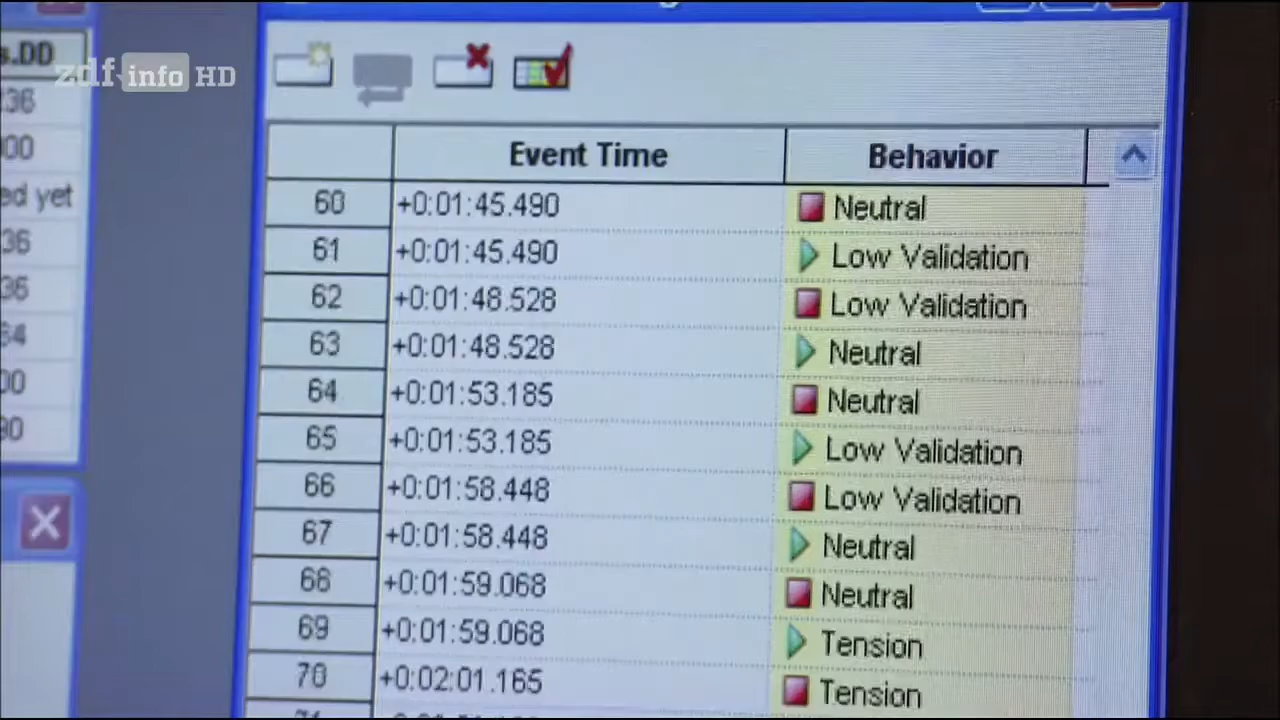 s.DD
zdf info HD
36
00
ed yet
36
36
64
00
90
Event Time Behavior
60 +0:01:45.490 Neutral
61 +0:01:45.490 Low Validation
62 +0:01:48.528 Low Validation
63 +0:01:48.528 Neutral
64 +0:01:53.185 Neutral
65 +0:01:53.185 Low Validation
66 +0:01:58.448 Low Validation
67 +0:01:58.448 Neutral
68 +0:01:59.068 Neutral
69 +0:01:59.068 Tension
70 +0:02:01.165 Tension